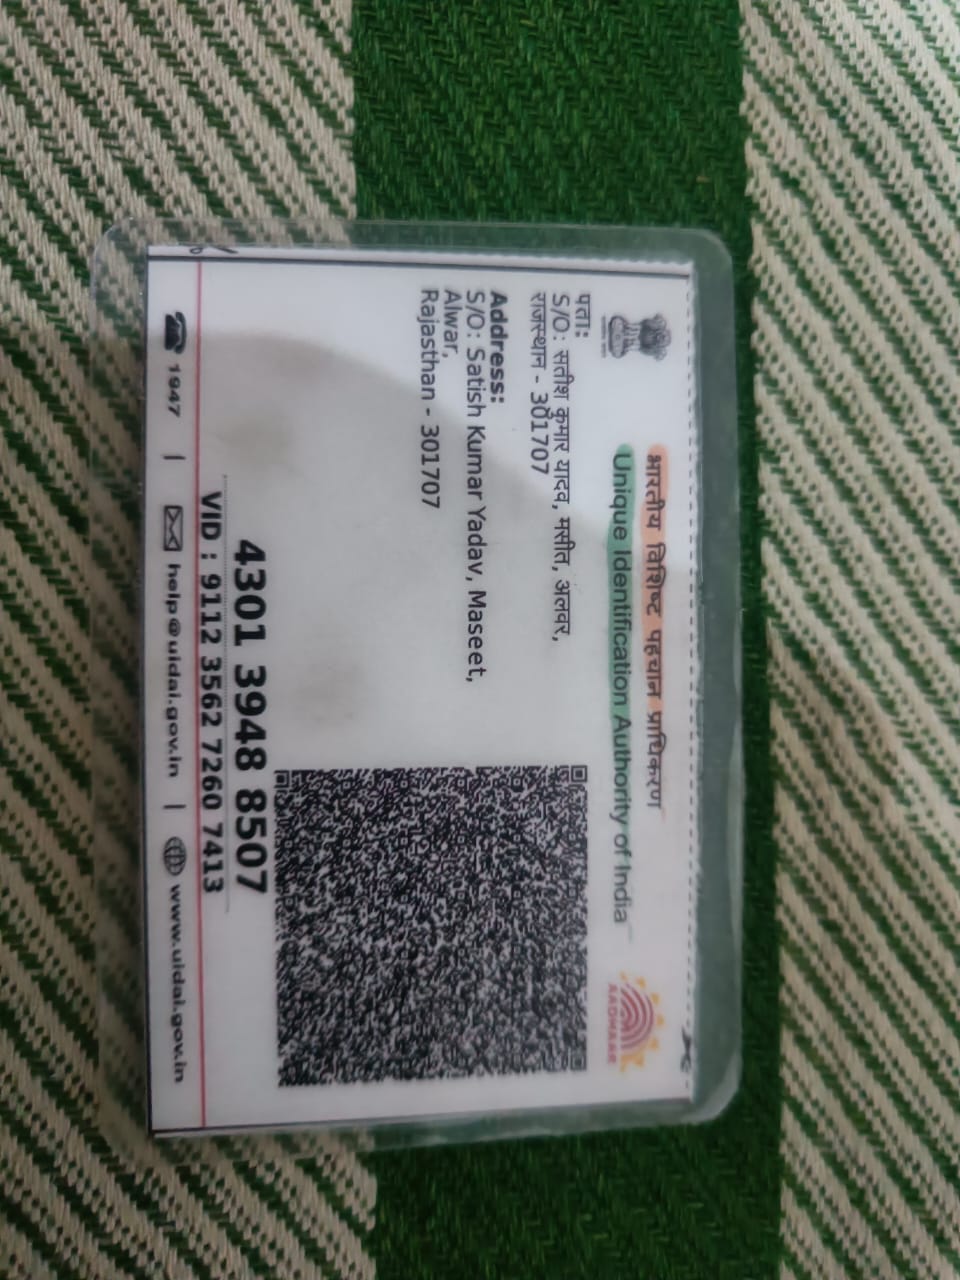 भारतीय विशिष्ट पहचान प्राधिकरण
Unique Identification Authority of India
AADHAAR
पता:
S/O: सतीश कुमार यादव, मसीत, अलवर,
राजस्थान - 301707
Address:
S/O: Satish Kumar Yadav, Maseet,
Alwar,
Rajasthan - 301707
4301 3948 8507
VID : 9112 3562 7260 7413
1947 | help@uidai.gov.in | www.uidai.gov.in